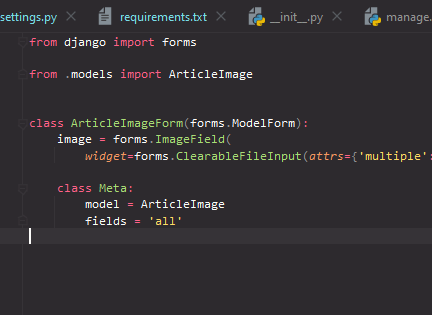 settings.py requirements.txt __init__.py manage.
from django import forms
from .models import ArticleImage
class ArticleImageForm(forms.ModelForm):
image = forms.ImageField(
widget=forms.ClearableFileInput(attrs={'multiple':
class Meta:
model = ArticleImage
fields = 'all'